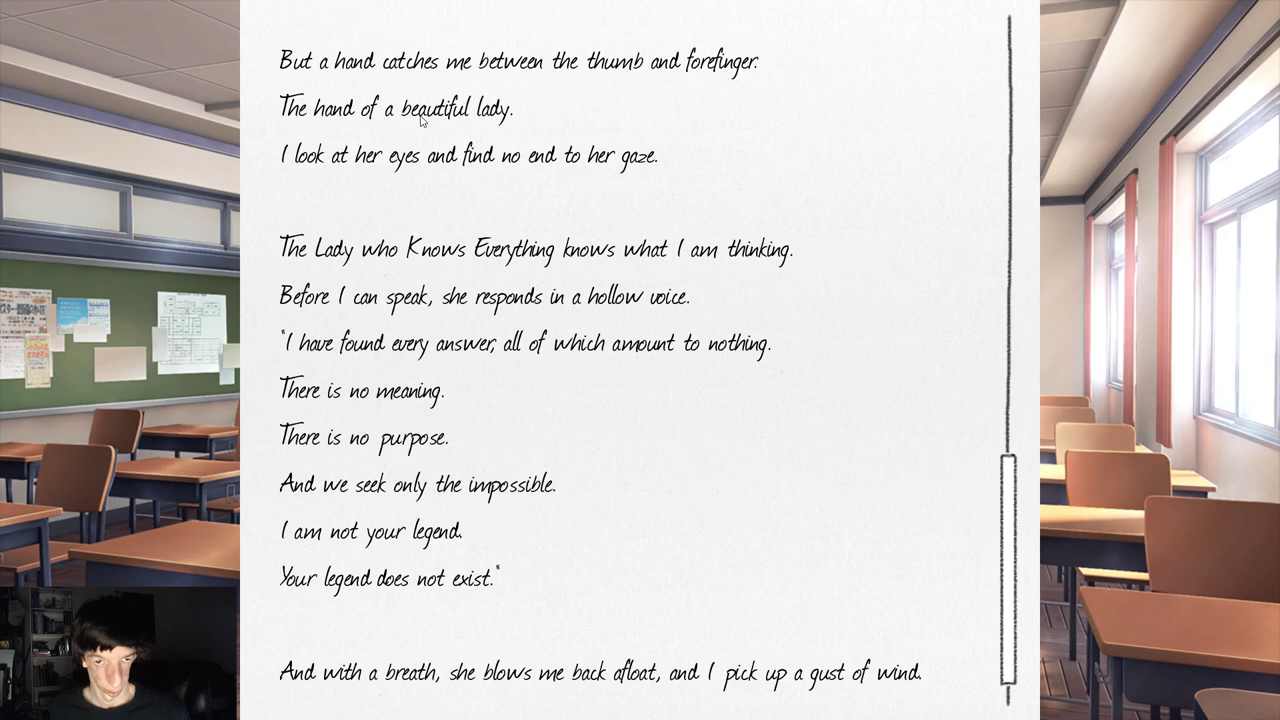 But a hand catches me between the thumb and forefinger.
The hand of a beautiful lady.
I look at her eyes and find no end to her gaze.
The Lady who Knows Everything knows what I am thinking.
Before I can speak, she responds in a hollow voice.
"I have found every answer, all of which amount to nothing.
There is no meaning.
There is no purpose.
And we seek only the impossible.
I am not your legend.
Your legend does not exist."
And with a breath, she blows me back afloat, and I pick up a gust of wind.